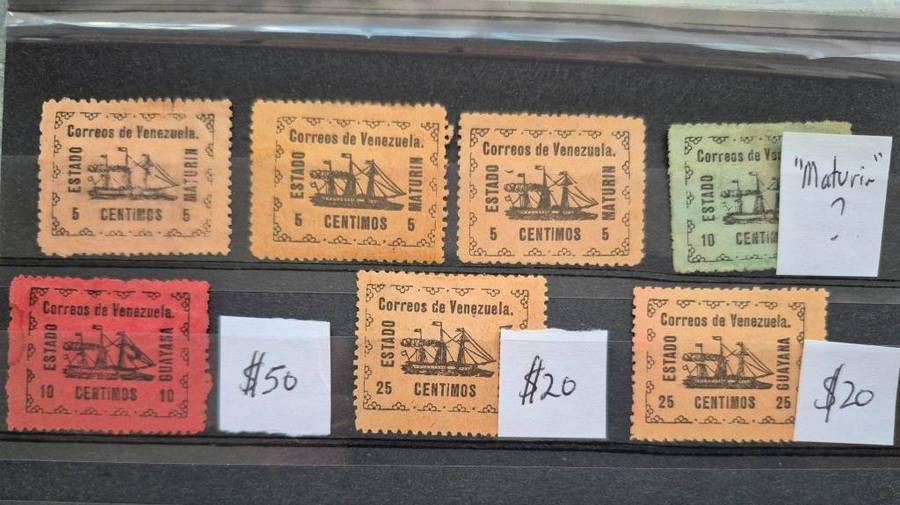 Correos de Venezuela.
ESTADO
MATURIN
5 CENTIMOS 5
Correos de Venezuela.
ESTADO
MATURIN
5 CENTIMOS 5
Correos de Venezuela.
ESTADO
MATURIN
5 CENTIMOS 5
Correos de
ESTADO
10
"Maturin"
?
Correos de Venezuela.
ESTADO
GUAYANA
10 CENTIMOS 10
$50
Correos de Venezuela.
ESTADO
25 CENTIMOS
$20
Correos de Venezuela.
ESTADO
GUAYANA
25 CENTIMOS 25
$20